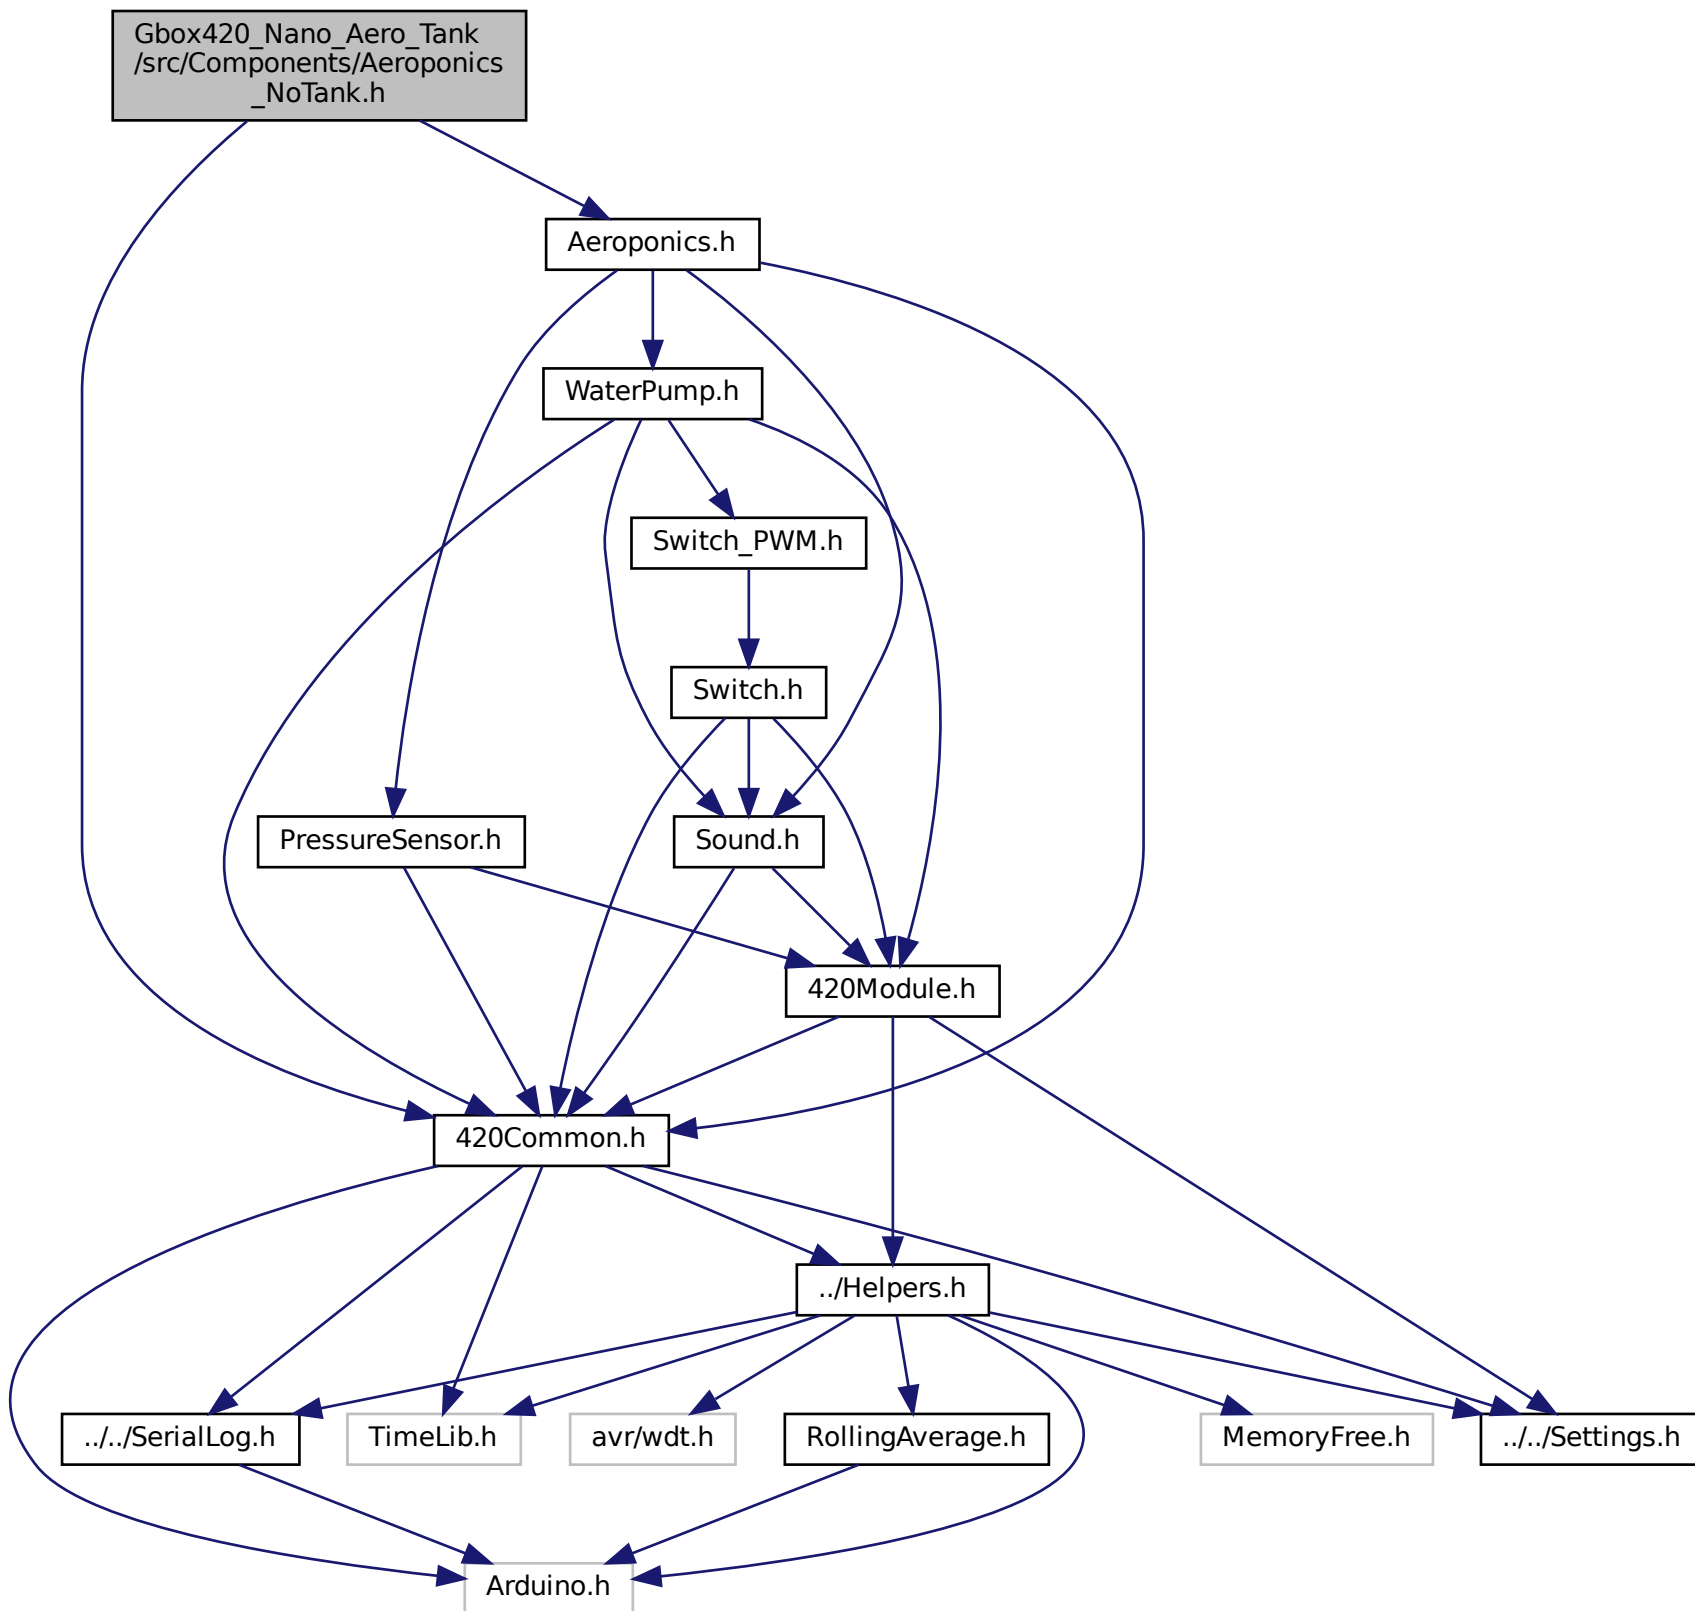 Gbox420_Nano_Aero_Tank
/src/Components/Aeroponics
_NoTank.h
Aeroponics.h
WaterPump.h
Switch_PWM.h
Switch.h
PressureSensor.h
Sound.h
420Module.h
420Common.h
../Helpers.h
../../SerialLog.h
TimeLib.h
avr/wdt.h
RollingAverage.h
MemoryFree.h
../../Settings.h
Arduino.h